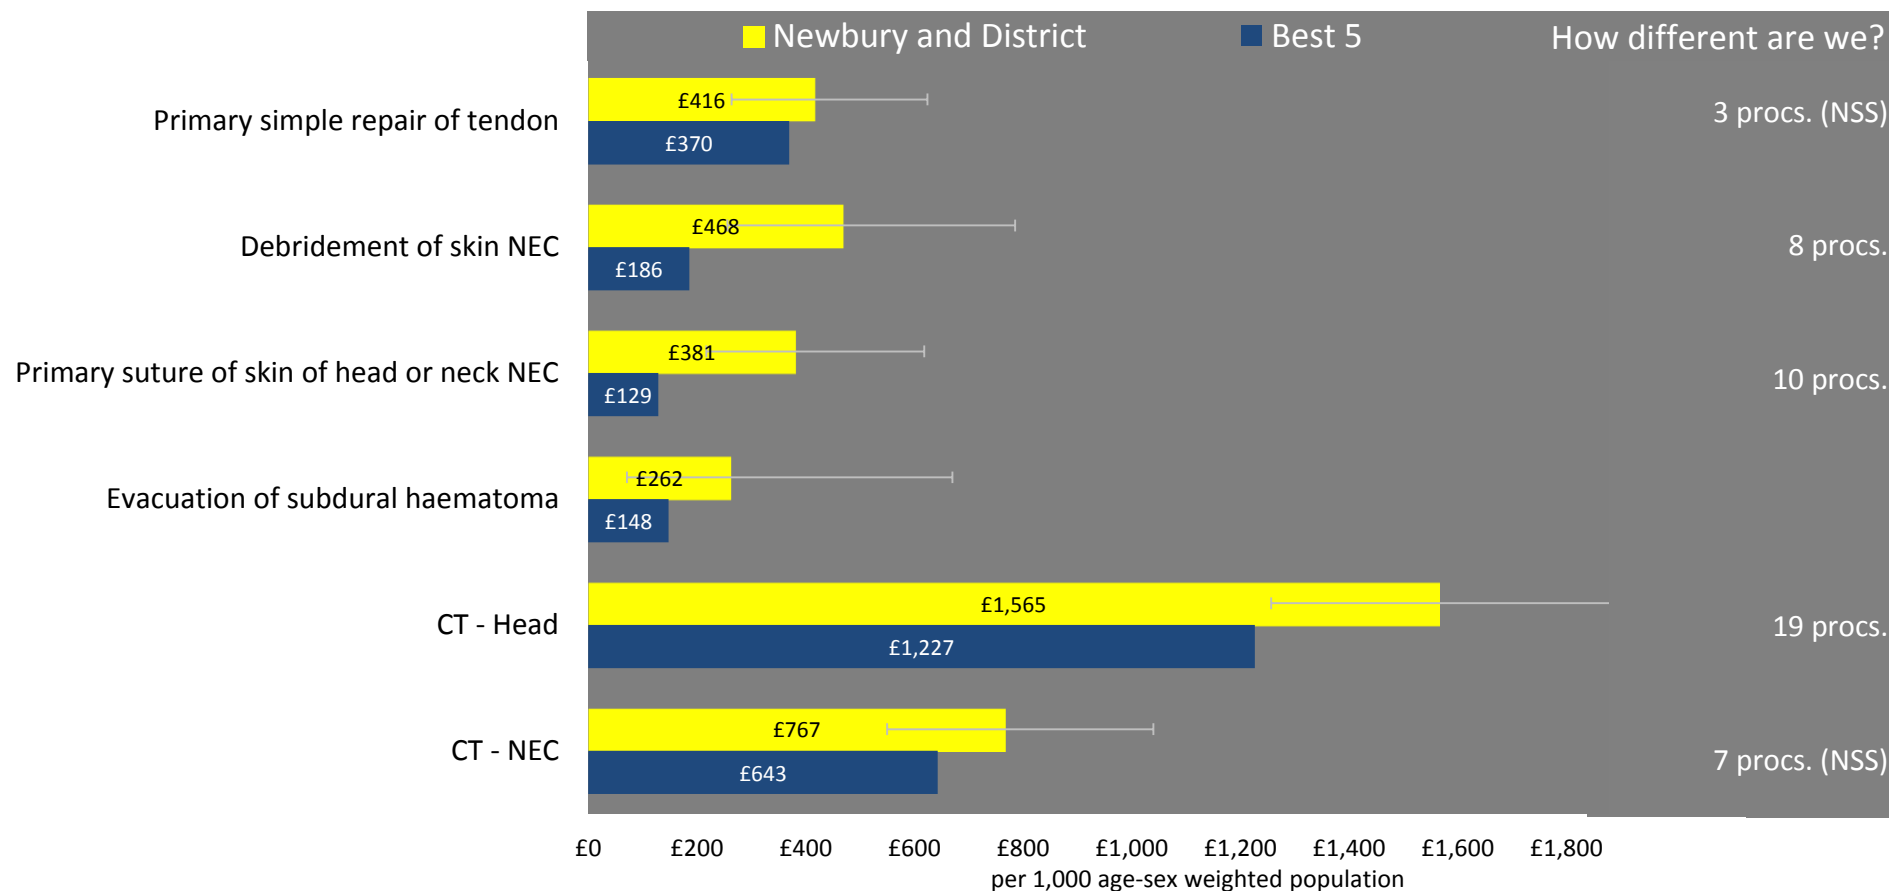 Newbury and District Best 5 How different are we?
Primary simple repair of tendon £416 3 procs. (NSS)
£370
Debridement of skin NEC £468 8 procs.
£186
Primary suture of skin of head or neck NEC £381 10 procs.
£129
Evacuation of subdural haematoma £262
£148
CT - Head £1,565 19 procs.
£1,227
CT - NEC £767 7 procs. (NSS)
£643
£0 £200 £400 £600 £800 £1,000 £1,200 £1,400 £1,600 £1,800
per 1,000 age-sex weighted population